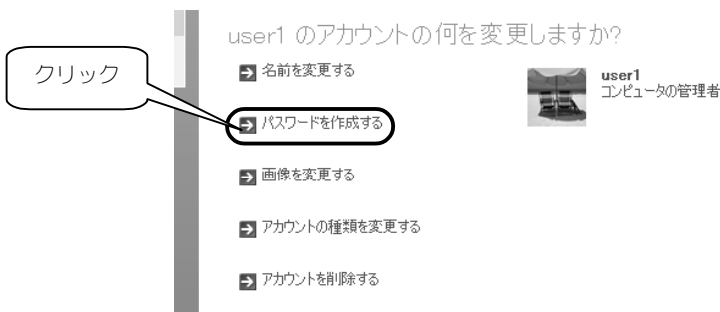 user1 のアカウントの何を変更しますか?
クリック
名前を変更する
user1
コンピュータの管理者
パスワードを作成する
画像を変更する
アカウントの種類を変更する
アカウントを削除する